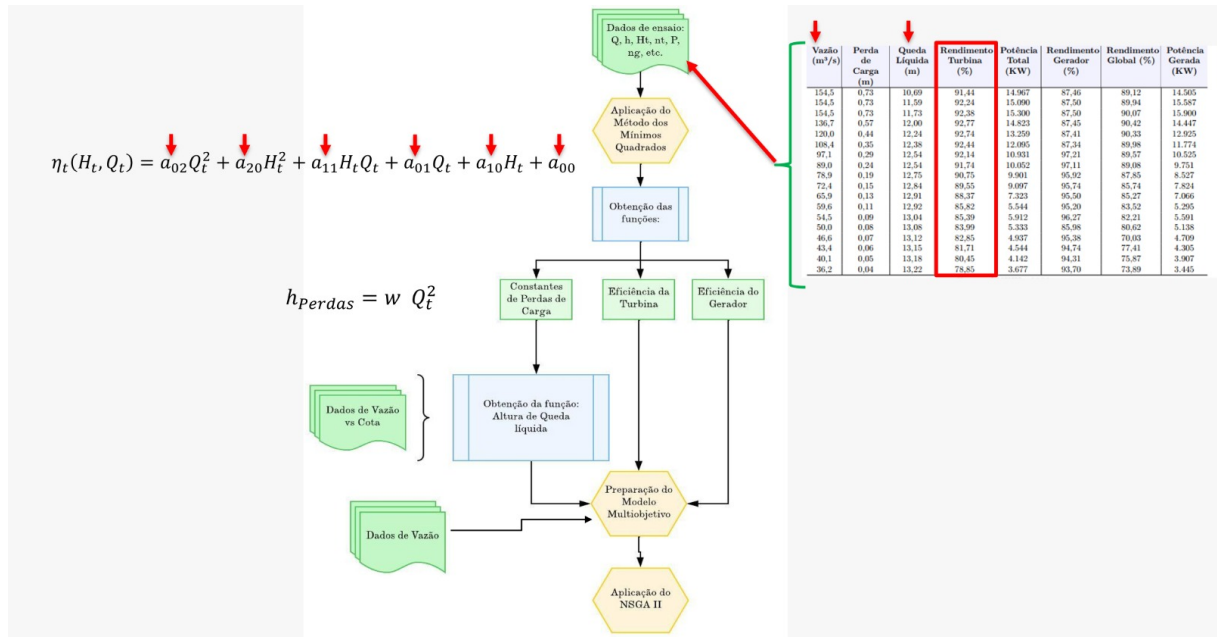 Dados de ensaio:
Q, h, Ht, nt, P,
ng, etc.
Aplicação do
Método dos
Mínimos
Quadrados
η_t(H_t, Q_t) = a_02 Q_t^2 + a_20 H_t^2 + a_11 H_t Q_t + a_01 Q_t + a_10 H_t + a_00
Obtenção das
funções:
h_Perdas = w Q_t^2
Constantes
de Perdas de
Carga
Eficiência da
Turbina
Eficiência do
Gerador
Dados de Vazão
vs Cota
Obtenção da função:
Altura de Queda
líquida
Preparação do
Modelo
Multiobjetivo
Dados de Vazão
Aplicação do
NSGA II
Vazão (m³/s) Perda de Carga (m) Queda Líquida (m) Rendimento Turbina (%) Potência Total (KW) Rendimento Gerador (%) Rendimento Global (%) Potência Gerada (KW)
154,5 0,73 10,69 91,44 14.967 87,46 89,12 14.505
154,5 0,73 11,59 92,24 15.090 87,50 89,94 15.587
154,5 0,73 11,73 92,38 15.300 87,50 90,07 15.900
136,7 0,57 12,00 92,77 14.823 87,45 90,42 14.447
120,0 0,44 12,24 92,74 13.259 87,41 90,33 12.925
108,4 0,35 12,38 92,44 12.095 87,34 89,98 11.774
97,1 0,29 12,54 92,14 10.931 97,21 89,57 10.525
89,0 0,24 12,54 91,74 10.052 97,11 89,08 9.751
78,9 0,19 12,75 90,75 9.901 95,92 87,85 8.527
72,4 0,15 12,84 89,55 9.097 95,74 85,74 7.824
65,9 0,13 12,91 88,37 7.323 95,50 85,27 7.066
59,6 0,11 12,92 85,82 5.544 95,20 83,52 5.295
54,5 0,09 13,04 85,39 5.912 96,27 82,21 5.591
50,0 0,08 13,08 83,99 5.333 85,98 80,62 5.138
46,6 0,07 13,12 82,85 4.937 95,38 70,03 4.709
43,4 0,06 13,15 81,71 4.544 94,74 77,41 4.305
40,1 0,05 13,18 80,45 4.142 94,31 75,87 3.907
36,2 0,04 13,22 78,85 3.677 93,70 73,89 3.445